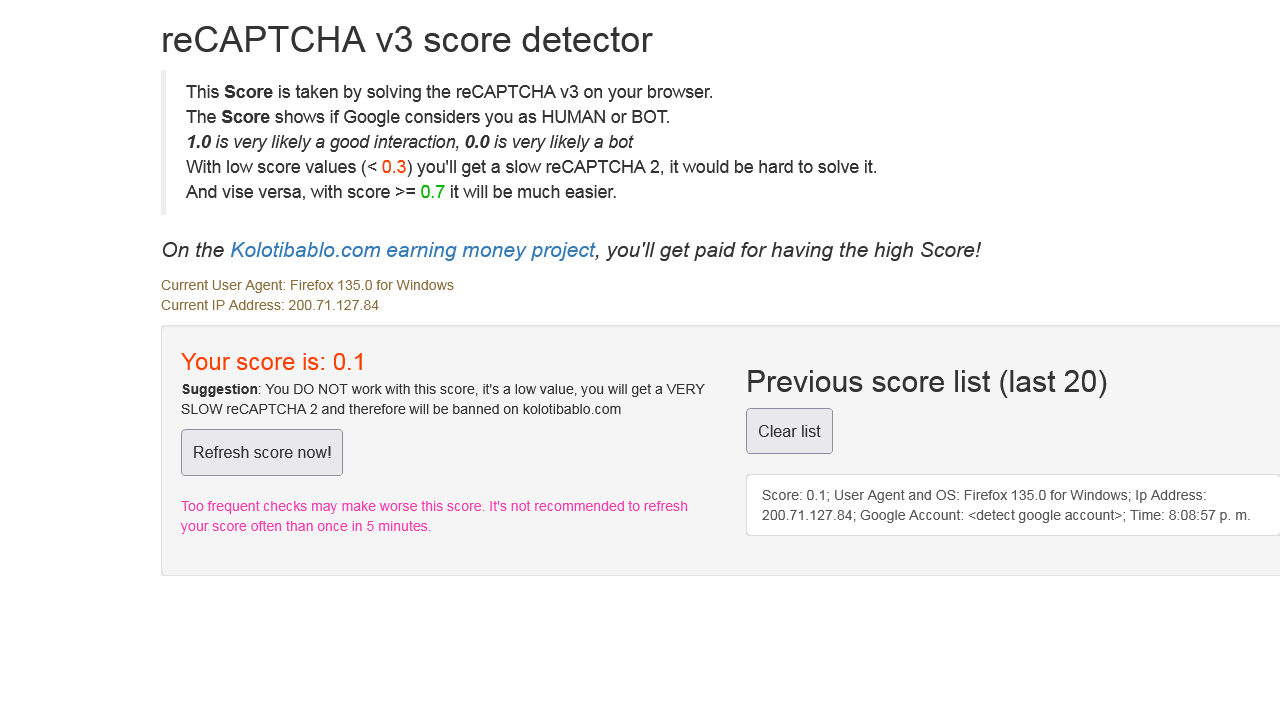 reCAPTCHA v3 score detector
This Score is taken by solving the reCAPTCHA v3 on your browser.
The Score shows if Google considers you as HUMAN or BOT.
1.0 is very likely a good interaction, 0.0 is very likely a bot
With low score values (< 0.3) you'll get a slow reCAPTCHA 2, it would be hard to solve it.
And vise versa, with score >= 0.7 it will be much easier.
On the Kolotibablo.com earning money project, you'll get paid for having the high Score!
Current User Agent: Firefox 135.0 for Windows
Current IP Address: 200.71.127.84
Your score is: 0.1
Suggestion: You DO NOT work with this score, it's a low value, you will get a VERY
SLOW reCAPTCHA 2 and therefore will be banned on kolotibablo.com
Refresh score now!
Too frequent checks may make worse this score. It's not recommended to refresh
your score often than once in 5 minutes.
Previous score list (last 20)
Clear list
Score: 0.1; User Agent and OS: Firefox 135.0 for Windows; Ip Address:
200.71.127.84; Google Account: <detect google account>; Time: 8:08:57 p. m.